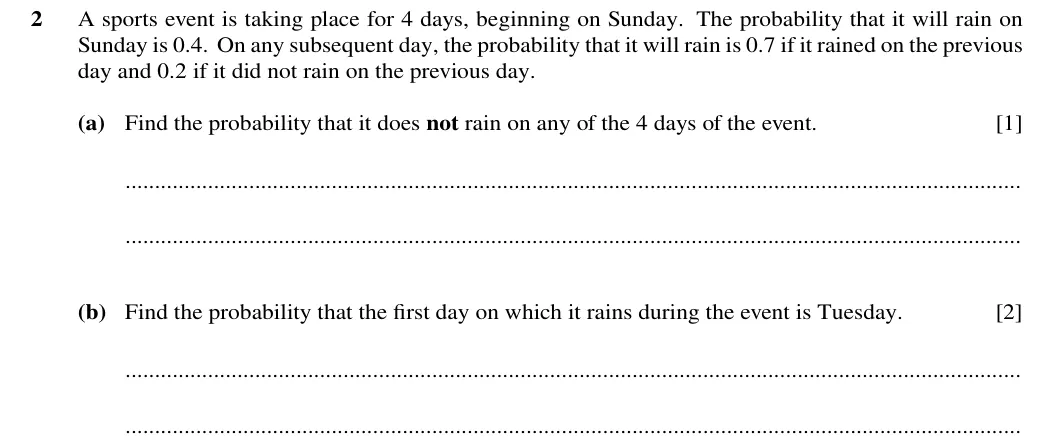 2 A sports event is taking place for 4 days, beginning on Sunday. The probability that it will rain on
Sunday is 0.4. On any subsequent day, the probability that it will rain is 0.7 if it rained on the previous
day and 0.2 if it did not rain on the previous day.
(a) Find the probability that it does not rain on any of the 4 days of the event. [1]
(b) Find the probability that the first day on which it rains during the event is Tuesday. [2]